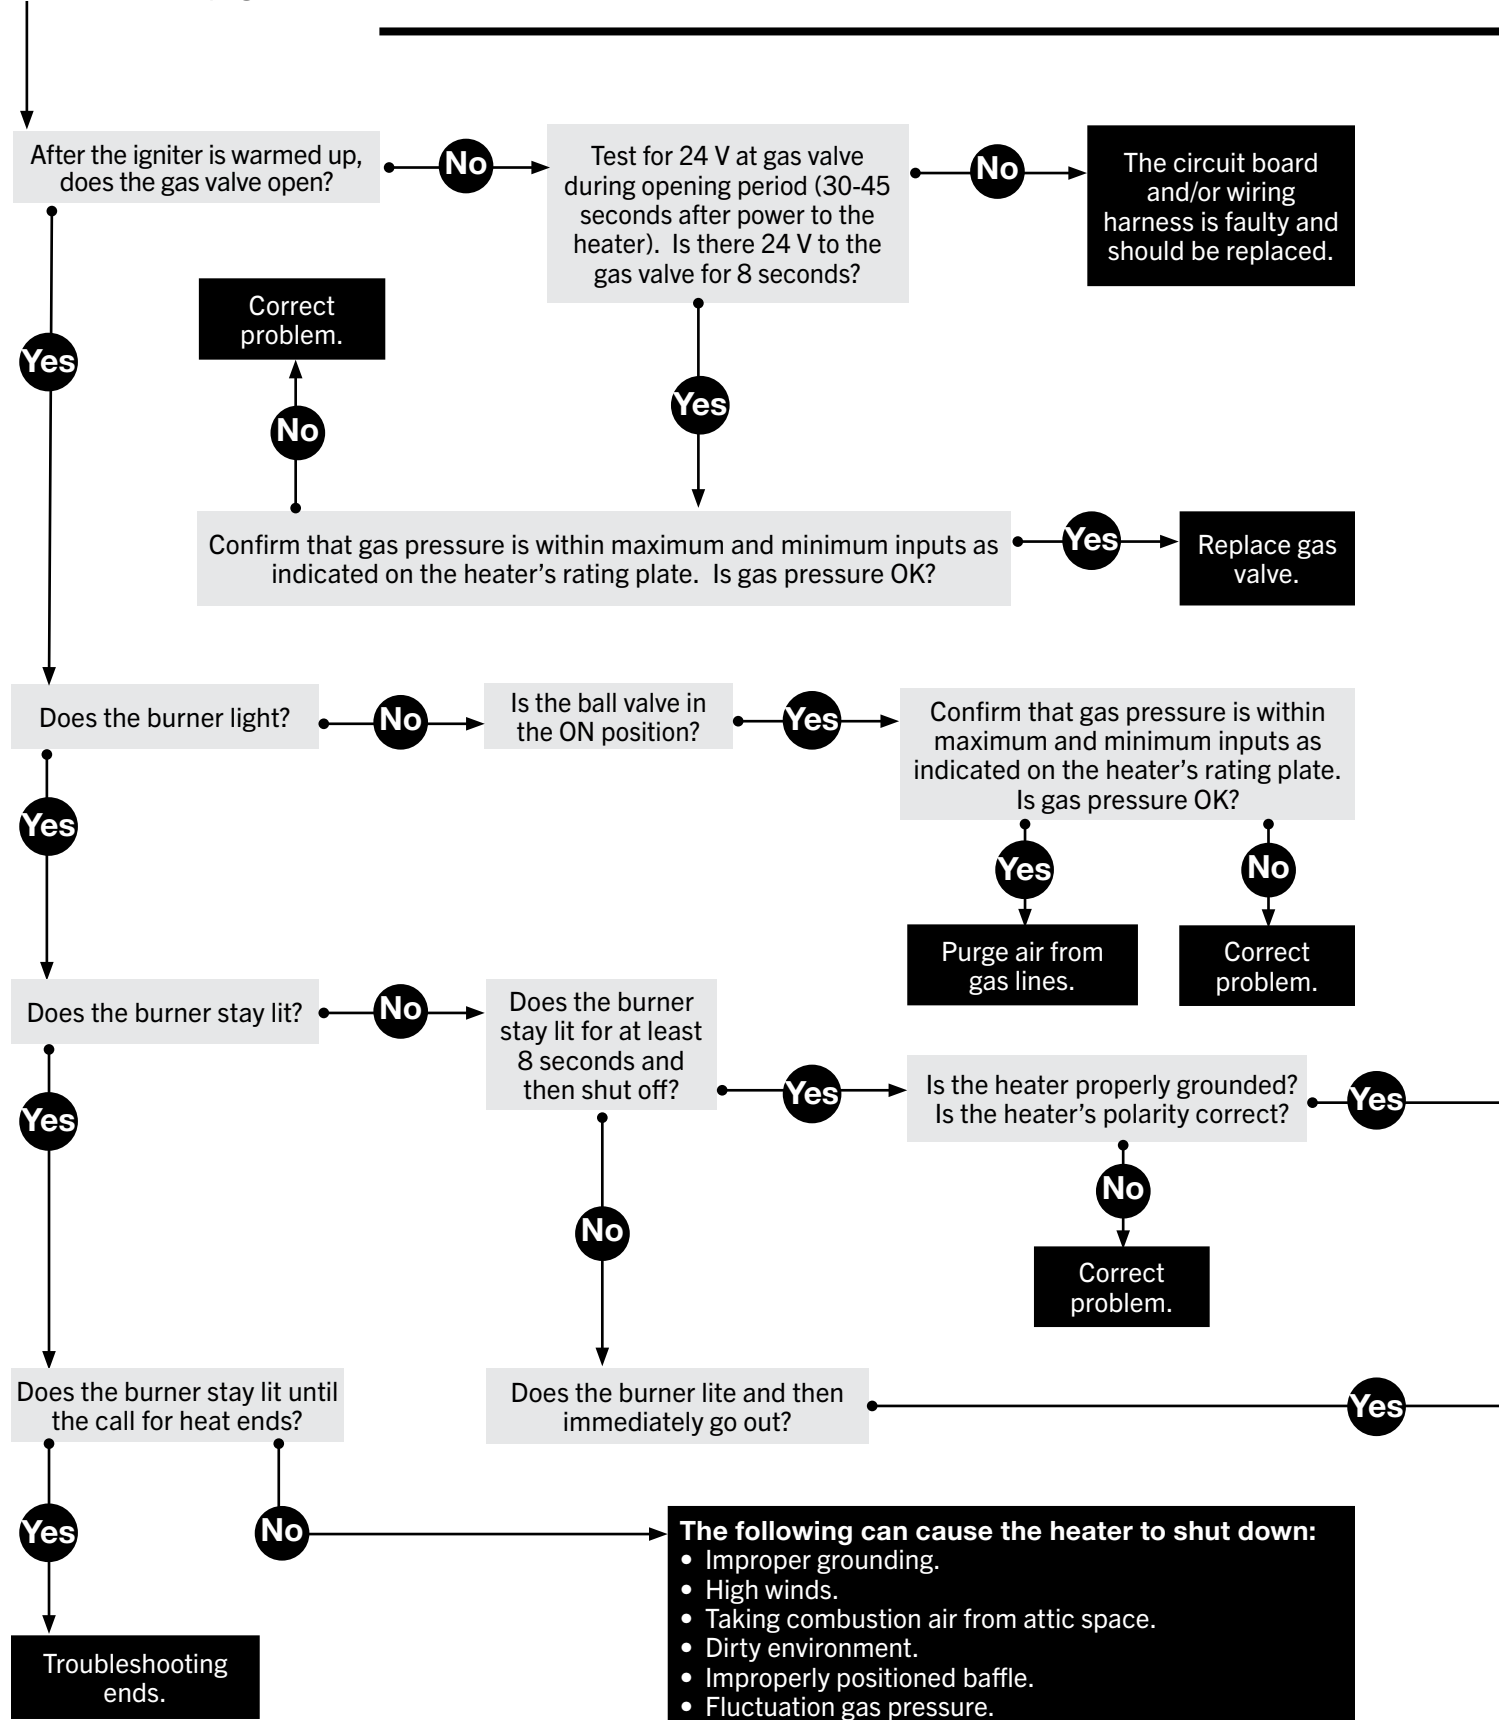 After the igniter is warmed up,
does the gas valve open?
No
Test for 24 V at gas valve
during opening period (30-45
seconds after power to the
heater).  Is there 24 V to the
gas valve for 8 seconds?
No
The circuit board
and/or wiring
harness is faulty and
should be replaced.
Yes
Correct
problem.
No
Yes
Confirm that gas pressure is within maximum and minimum inputs as
indicated on the heater's rating plate.  Is gas pressure OK?
Yes
Replace gas
valve.
Does the burner light?
No
Is the ball valve in
the ON position?
Yes
Confirm that gas pressure is within
maximum and minimum inputs as
indicated on the heater's rating plate.
Is gas pressure OK?
Yes
Yes
No
Purge air from
gas lines.
Correct
problem.
Does the burner stay lit?
No
Does the burner
stay lit for at least
8 seconds and
then shut off?
Yes
Is the heater properly grounded?
Is the heater's polarity correct?
Yes
Yes
No
No
Correct
problem.
Does the burner stay lit until
the call for heat ends?
Does the burner lite and then
immediately go out?
Yes
Yes
No
The following can cause the heater to shut down:
• Improper grounding.
• High winds.
• Taking combustion air from attic space.
• Dirty environment.
• Improperly positioned baffle.
• Fluctuation gas pressure.
Troubleshooting
ends.